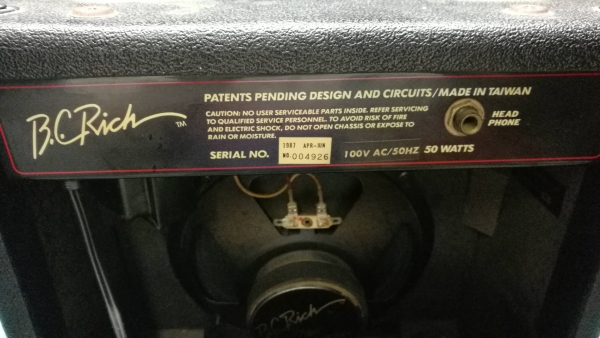 B.C.Rich™
PATENTS PENDING DESIGN AND CIRCUITS/MADE IN TAIWAN
CAUTION: NO USER SERVICEABLE PARTS INSIDE. REFER SERVICING
TO QUALIFIED SERVICE PERSONNEL. TO AVOID RISK OF FIRE
AND ELECTRIC SHOCK, DO NOT OPEN CHASSIS OR EXPOSE TO
RAIN OR MOISTURE.
HEAD
PHONE
SERIAL NO.
1987 APR-JUN
NO.004926
100V AC/50HZ 50 WATTS
B.C.Rich